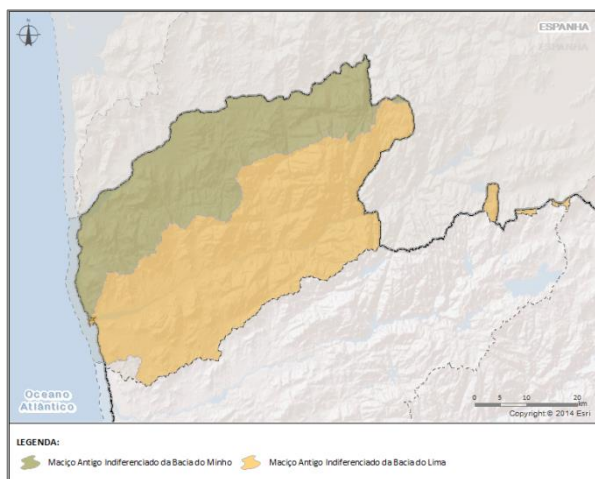 ESPANHA
ESPANHA
Oceano
Atlântico
0 5 10 20
km
Copyright:© 2014 Esri
LEGENDA:
Maciço Antigo Indiferenciado da Bacia do Minho Maciço Antigo Indiferenciado da Bacia do Lima